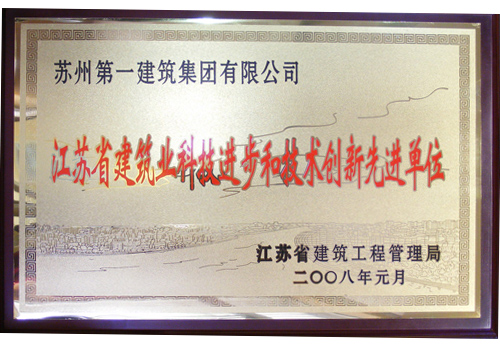 苏州第一建筑集团有限公司
江苏省建筑业科技进步和技术创新先进单位
江苏省建筑工程管理局
二〇〇八年元月